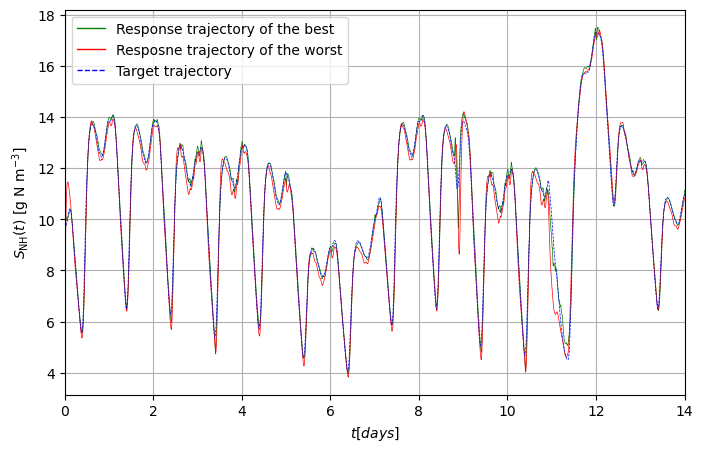 Response trajectory of the best
Resposne trajectory of the worst
Target trajectory
18
16
14
12
10
8
6
4
0 2 4 6 8 10 12 14
S_NH(t) [g N m⁻³]
t[days]